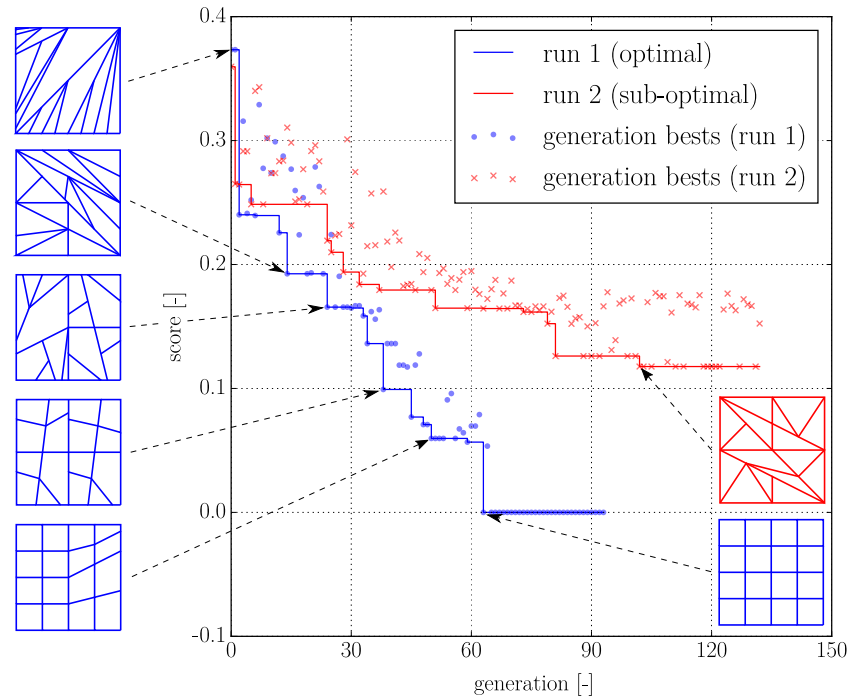 0.4
0.3
0.2
0.1
0.0
-0.1
score [-]
0
30
60
90
120
150
generation [-]
run 1 (optimal)
run 2 (sub-optimal)
generation bests (run 1)
generation bests (run 2)